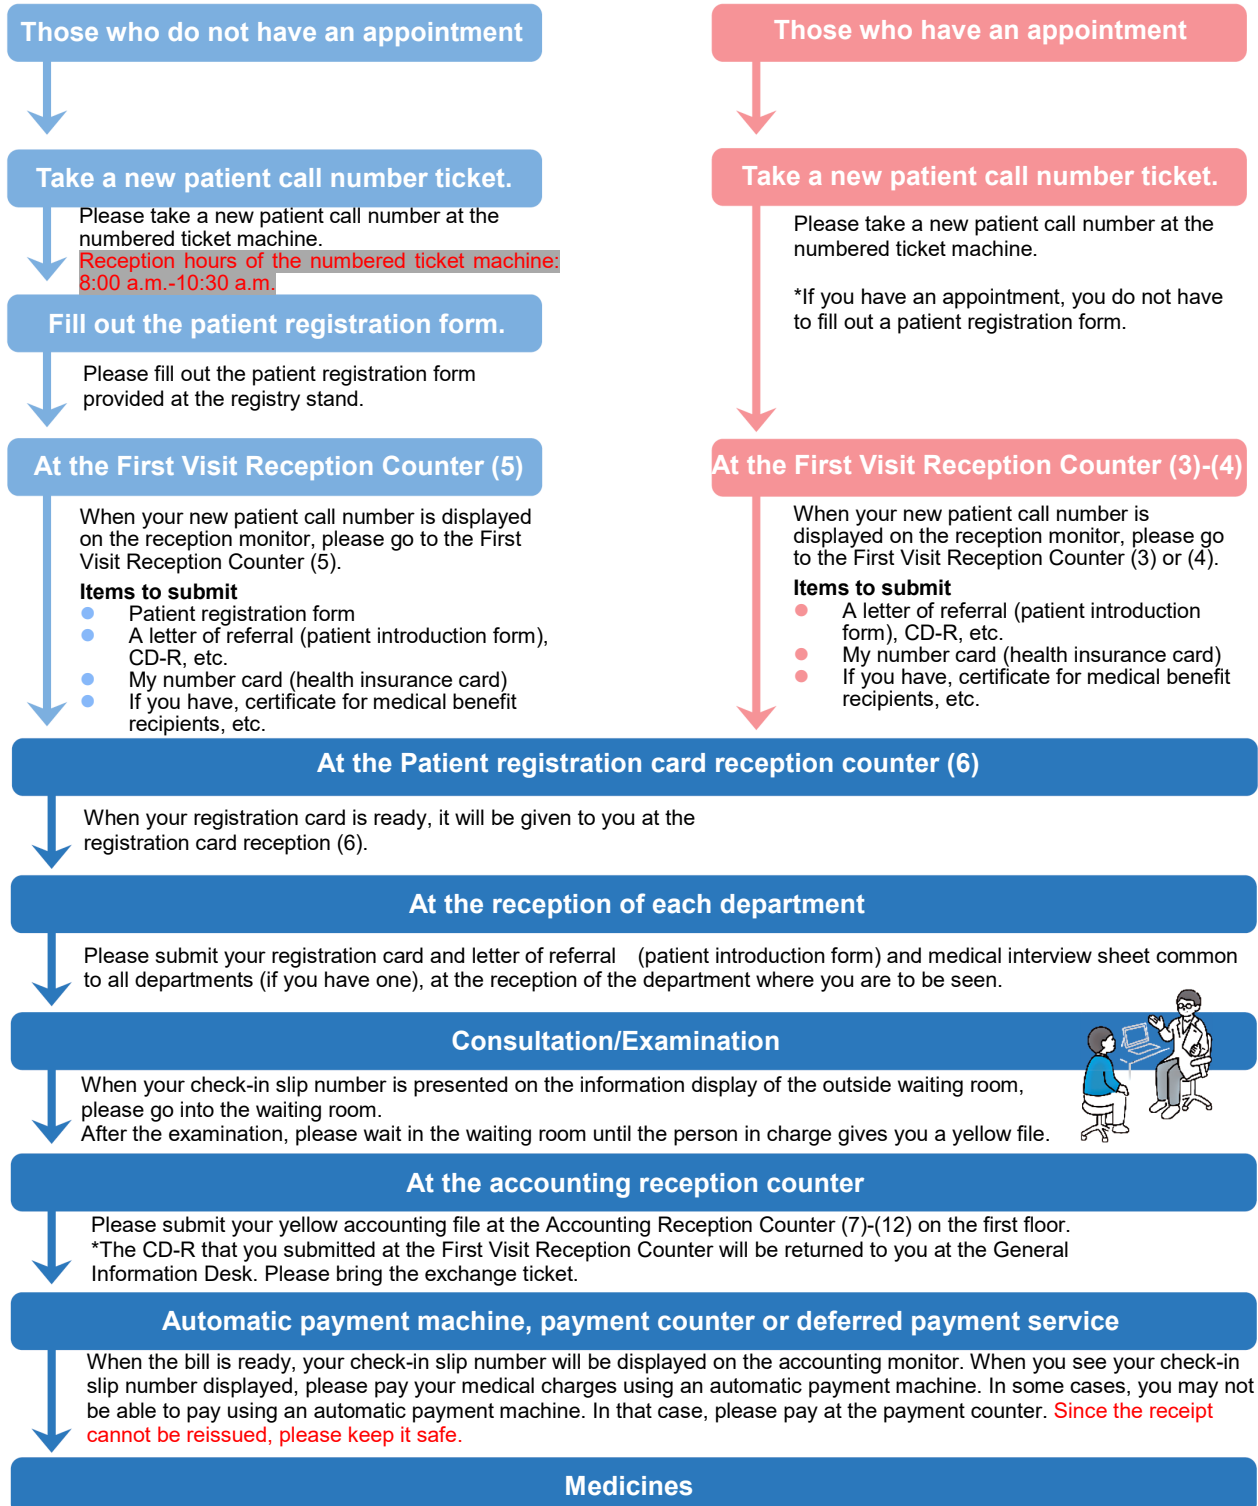 Those who do not have an appointment
Take a new patient call number ticket.
Please take a new patient call number at the
numbered ticket machine.
Reception hours of the numbered ticket machine:
8:00 a.m.-10:30 a.m.
Fill out the patient registration form.
Please fill out the patient registration form
provided at the registry stand.
At the First Visit Reception Counter (5)
When your new patient call number is displayed
on the reception monitor, please go to the First
Visit Reception Counter (5).
Items to submit
● Patient registration form
● A letter of referral (patient introduction form),
CD-R, etc.
● My number card (health insurance card)
● If you have, certificate for medical benefit
recipients, etc.
Those who have an appointment
Take a new patient call number ticket.
Please take a new patient call number at the
numbered ticket machine.
*If you have an appointment, you do not have
to fill out a patient registration form.
At the First Visit Reception Counter (3)-(4)
When your new patient call number is
displayed on the reception monitor, please go
to the First Visit Reception Counter (3) or (4).
Items to submit
● A letter of referral (patient introduction
form), CD-R, etc.
● My number card (health insurance card)
● If you have, certificate for medical benefit
recipients, etc.
At the Patient registration card reception counter (6)
When your registration card is ready, it will be given to you at the
registration card reception (6).
At the reception of each department
Please submit your registration card and letter of referral (patient introduction form) and medical interview sheet common
to all departments (if you have one), at the reception of the department where you are to be seen.
Consultation/Examination
When your check-in slip number is presented on the information display of the outside waiting room,
please go into the waiting room.
After the examination, please wait in the waiting room until the person in charge gives you a yellow file.
At the accounting reception counter
Please submit your yellow accounting file at the Accounting Reception Counter (7)-(12) on the first floor.
*The CD-R that you submitted at the First Visit Reception Counter will be returned to you at the General
Information Desk. Please bring the exchange ticket.
Automatic payment machine, payment counter or deferred payment service
When the bill is ready, your check-in slip number will be displayed on the accounting monitor. When you see your check-in
slip number displayed, please pay your medical charges using an automatic payment machine. In some cases, you may not
be able to pay using an automatic payment machine. In that case, please pay at the payment counter. Since the receipt
cannot be reissued, please keep it safe.
Medicines